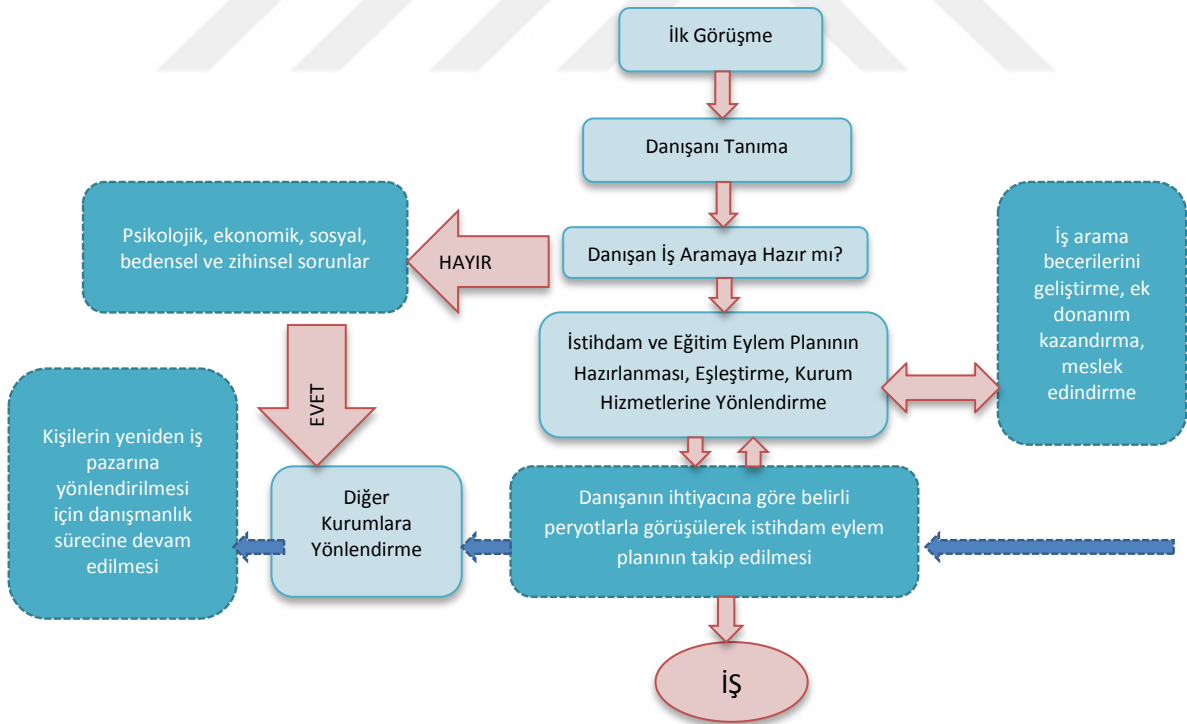 İlk Görüşme
Danışanı Tanıma
Danışan İş Aramaya Hazır mı?
HAYIR
Psikolojik, ekonomik, sosyal,
bedensel ve zihinsel sorunlar
EVET
İstihdam ve Eğitim Eylem Planının
Hazırlanması, Eşleştirme, Kurum
Hizmetlerine Yönlendirme
İş arama
becerilerini
geliştirme, ek
donanım
kazandırma,
meslek
edindirme
Danışanın ihtiyacına göre belirli
peryotlarla görüşülerek istihdam eylem
planının takip edilmesi
Diğer
Kurumlara
Yönlendirme
Kişilerin yeniden iş
pazarına
yönlendirilmesi
için danışmanlık
sürecine devam
edilmesi
İŞ